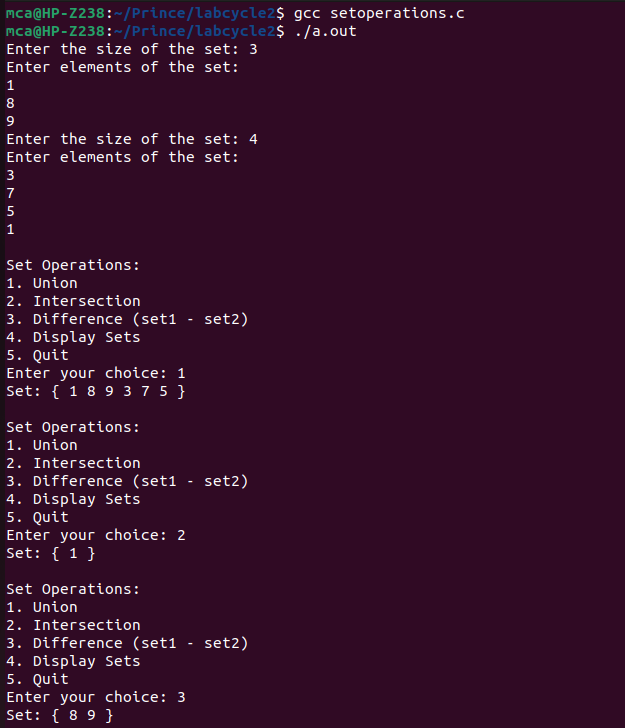 mca@HP-Z238:~/Prince/labcycle2$ gcc setoperations.c
mca@HP-Z238:~/Prince/labcycle2$ ./a.out
Enter the size of the set: 3
Enter elements of the set:
1
8
9
Enter the size of the set: 4
Enter elements of the set:
3
7
5
1
Set Operations:
1. Union
2. Intersection
3. Difference (set1 - set2)
4. Display Sets
5. Quit
Enter your choice: 1
Set: { 1 8 9 3 7 5 }
Set Operations:
1. Union
2. Intersection
3. Difference (set1 - set2)
4. Display Sets
5. Quit
Enter your choice: 2
Set: { 1 }
Set Operations:
1. Union
2. Intersection
3. Difference (set1 - set2)
4. Display Sets
5. Quit
Enter your choice: 3
Set: { 8 9 }